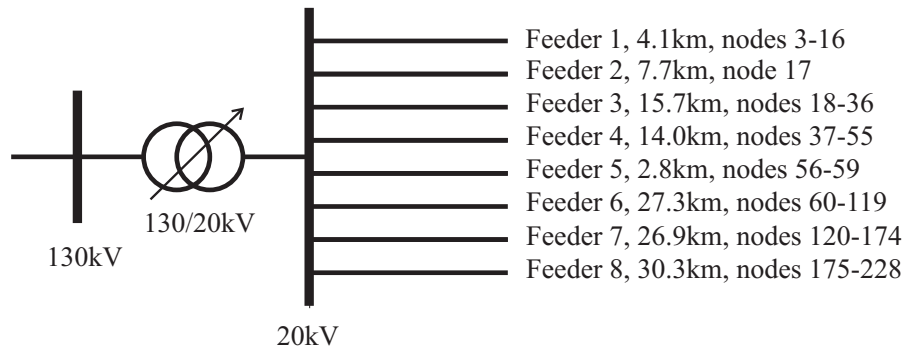 Feeder 1, 4.1km, nodes 3-16
Feeder 2, 7.7km, node 17
Feeder 3, 15.7km, nodes 18-36
Feeder 4, 14.0km, nodes 37-55
Feeder 5, 2.8km, nodes 56-59
Feeder 6, 27.3km, nodes 60-119
Feeder 7, 26.9km, nodes 120-174
Feeder 8, 30.3km, nodes 175-228
130/20kV
130kV
20kV